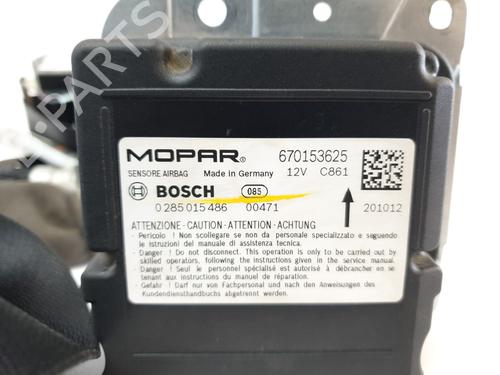 B-PARTS
MOPAR® 670153625
SENSORE AIRBAG Made in Germany 12V C861
BOSCH 085
0 285 015 486 00471 201012
ATTENZIONE - CAUTION - ATTENTION - ACHTUNG
- Pericolo ! Non scollegare se non da personale specializzato e seguendo
le istruzioni del manuale di assistenza tecnica.
- Danger ! Do not disconnect. This operation is only to be carried out by
skilled operators, following the instructions given in the service manual.
- Danger ! Seul le personnel spécialisé est autorisé à débrancher en se
tenant aux instructions du manuel de réparation.
- Gefahr ! Darf nur von Fachpersonal und nach den Anweisungen des
Kundendiensthandbuchs abgetrennt werden.